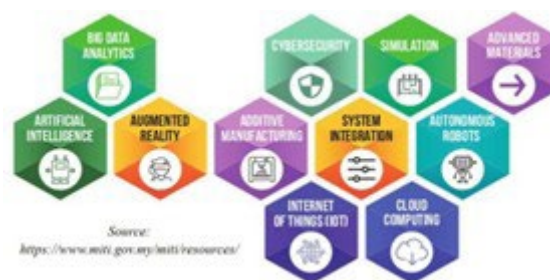 BIG DATA
ANALYTICS
CYBERSECURITY
SIMULATION
ADVANCED
MATERIALS
ARTIFICIAL
INTELLIGENCE
AUGMENTED
REALITY
ADDITIVE
MANUFACTURING
SYSTEM
INTEGRATION
AUTONOMOUS
ROBOTS
INTERNET
OF THINGS (IOT)
CLOUD
COMPUTING
Source:
https://www.miti.gov.my/miti/resources/